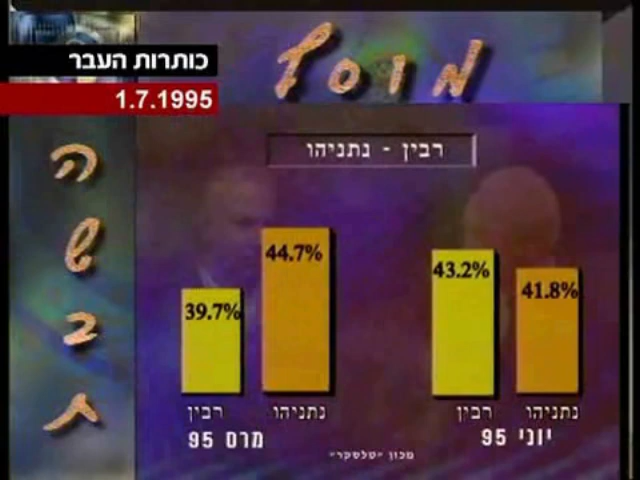 כותרות העבר
1.7.1995
מוסף
השבת
רבין - נתניהו
39.7%
44.7%
43.2%
41.8%
רבין
נתניהו
רבין
נתניהו
מרס 95
יוני 95
מכון "טלסקר"